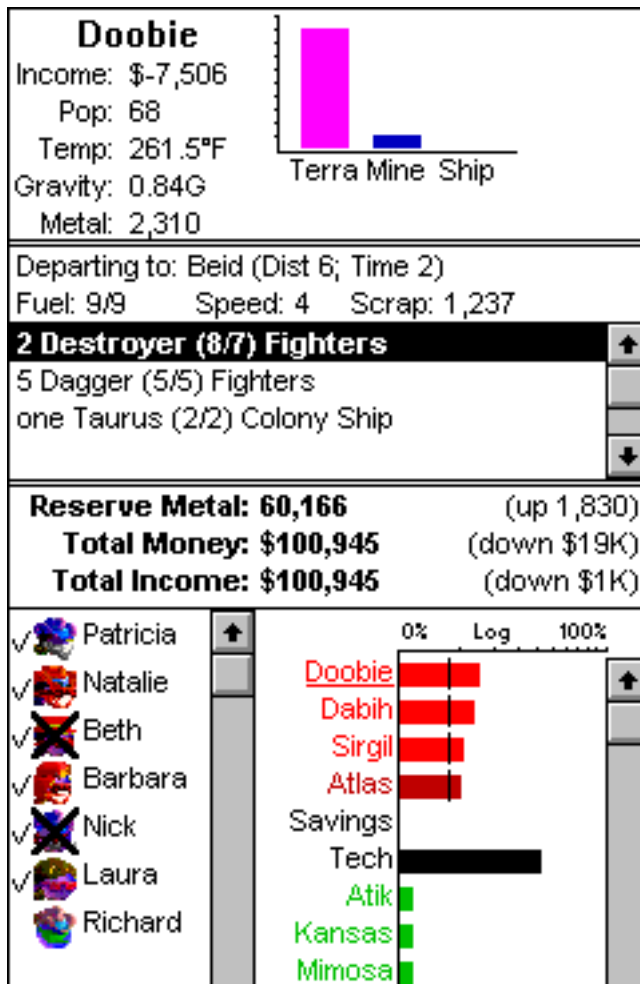 Doobie
Income: $-7,506
Pop: 68
Temp: 261.5°F
Gravity: 0.84G
Metal: 2,310
Terra Mine Ship
Departing to: Beid (Dist 6; Time 2)
Fuel: 9/9 Speed: 4 Scrap: 1,237
2 Destroyer (8/7) Fighters
5 Dagger (5/5) Fighters
one Taurus (2/2) Colony Ship
Reserve Metal: 60,166 (up 1,830)
Total Money: $100,945 (down $19K)
Total Income: $100,945 (down $1K)
Patricia
Natalie
Beth
Barbara
Nick
Laura
Richard
0% Log 100%
Doobie
Dabih
Sirgil
Atlas
Savings
Tech
Atik
Kansas
Mimosa